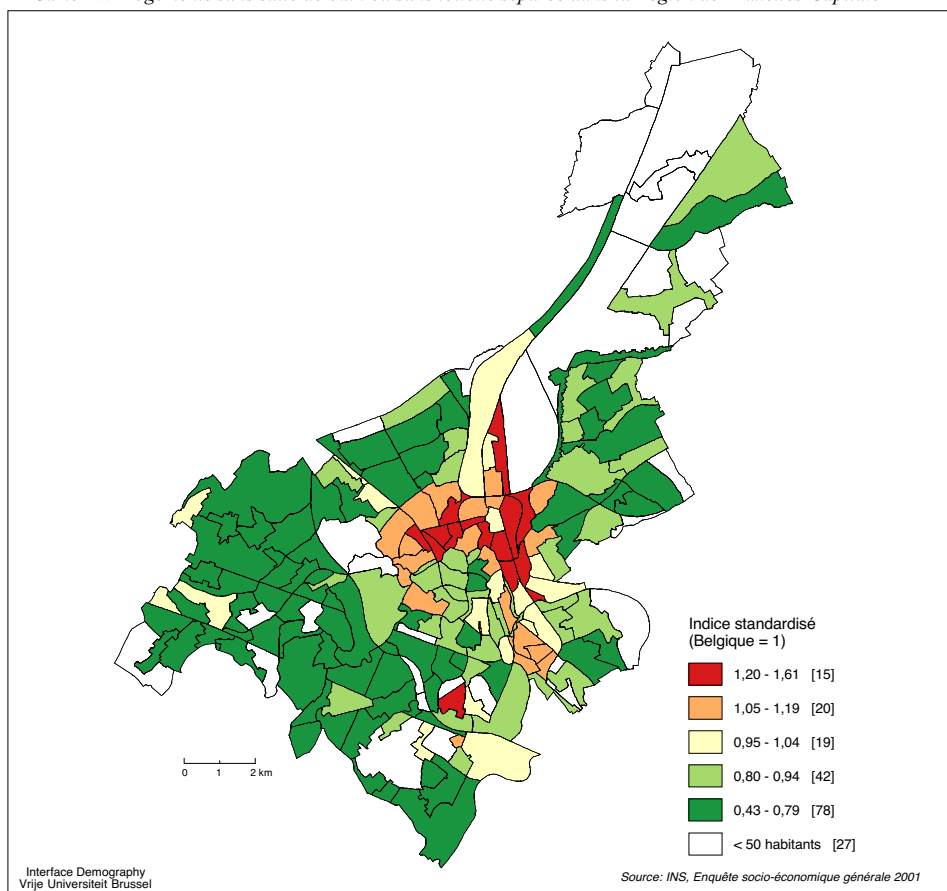 Indice standardisé
(Belgique = 1)
1,20 - 1,61 [15]
1,05 - 1,19 [20]
0,95 - 1,04 [19]
0,80 - 0,94 [42]
0,43 - 0,79 [78]
< 50 habitants [27]
0 1 2 km
Interface Demography
Vrije Universiteit Brussel
Source: INS, Enquête socio-économique générale 2001